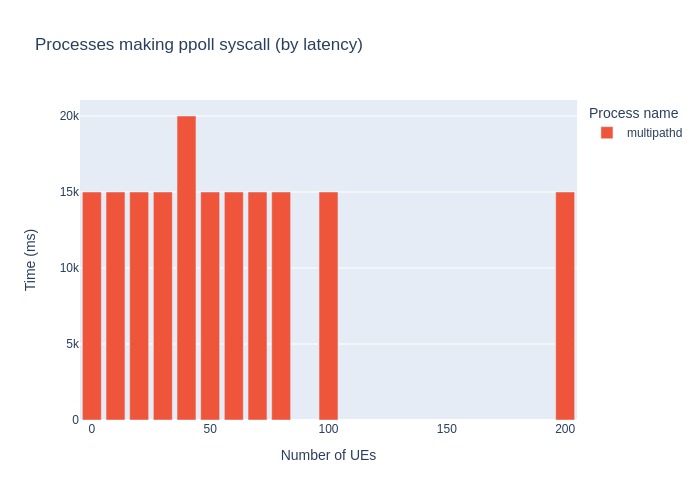 Processes making ppoll syscall (by latency)
Process name
multipathd
Time (ms)
20k
15k
10k
5k
0
0 50 100 150 200
Number of UEs